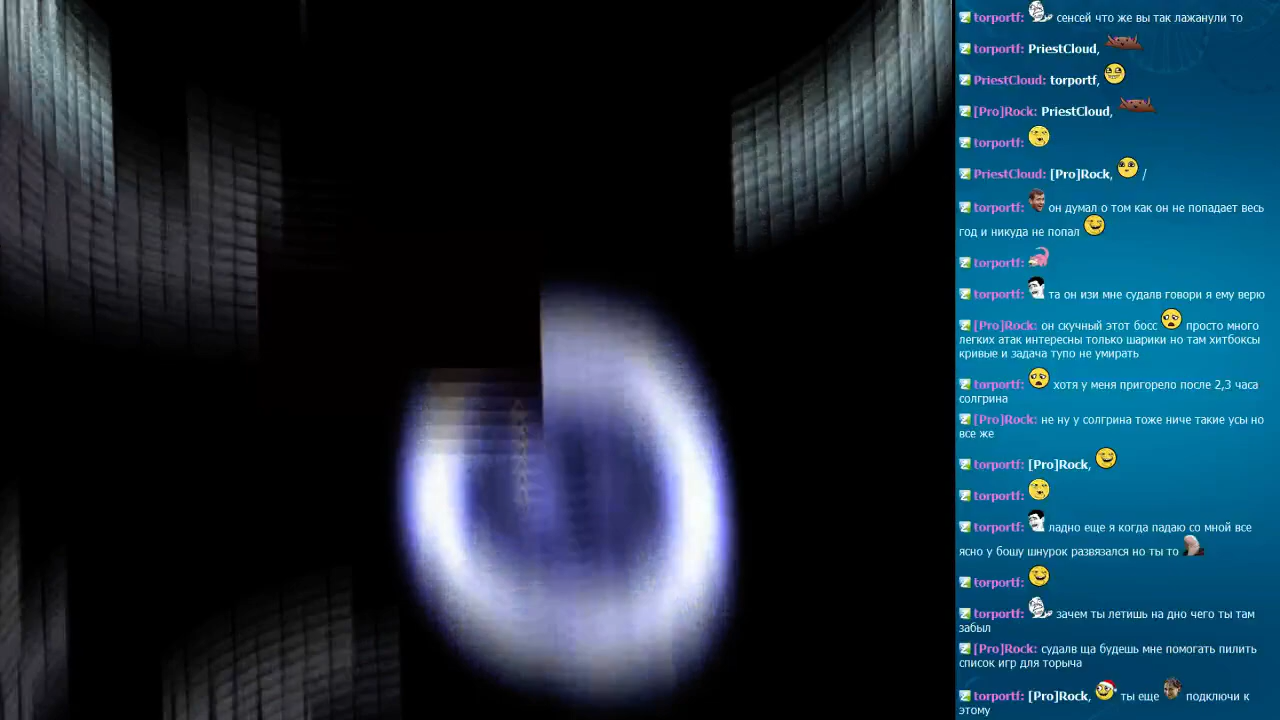 torportf: сенсей что же вы так лажанули то
torportf: PriestCloud,
PriestCloud: torportf,
[Pro]Rock: PriestCloud,
torportf:
PriestCloud: [Pro]Rock, /
torportf: он думал о том как он не попадает весь
год и никуда не попал
torportf:
torportf: та он изи мне судалв говори я ему верю
[Pro]Rock: он скучный этот босс просто много
легких атак интересны только шарики но там хитбоксы
кривые и задача тупо не умирать
torportf: хотя у меня пригорело после 2,3 часа
солгрина
[Pro]Rock: не ну у солгрина тоже ниче такие усы но
все же
torportf: [Pro]Rock,
torportf:
torportf: ладно еще я когда падаю со мной все
ясно у бошу шнурок развязался но ты то
torportf:
torportf: зачем ты летишь на дно чего ты там
забыл
[Pro]Rock: судалв ща будешь мне помогать пилить
список игр для торыча
torportf: [Pro]Rock, ты еще подключи к
этому